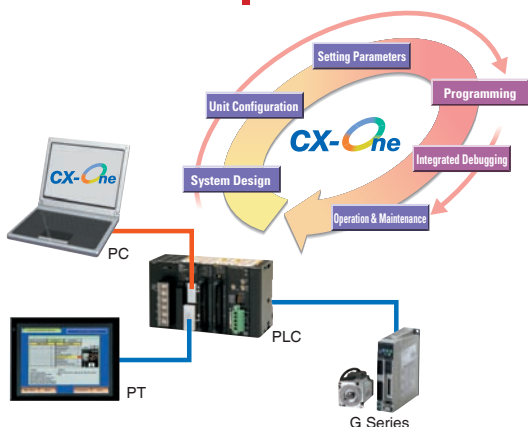 Setting Parameters
Programming
Unit Configuration
CX-One
Integrated Debugging
System Design
Operation & Maintenance
CX-One
PC
PLC
PT
G Series